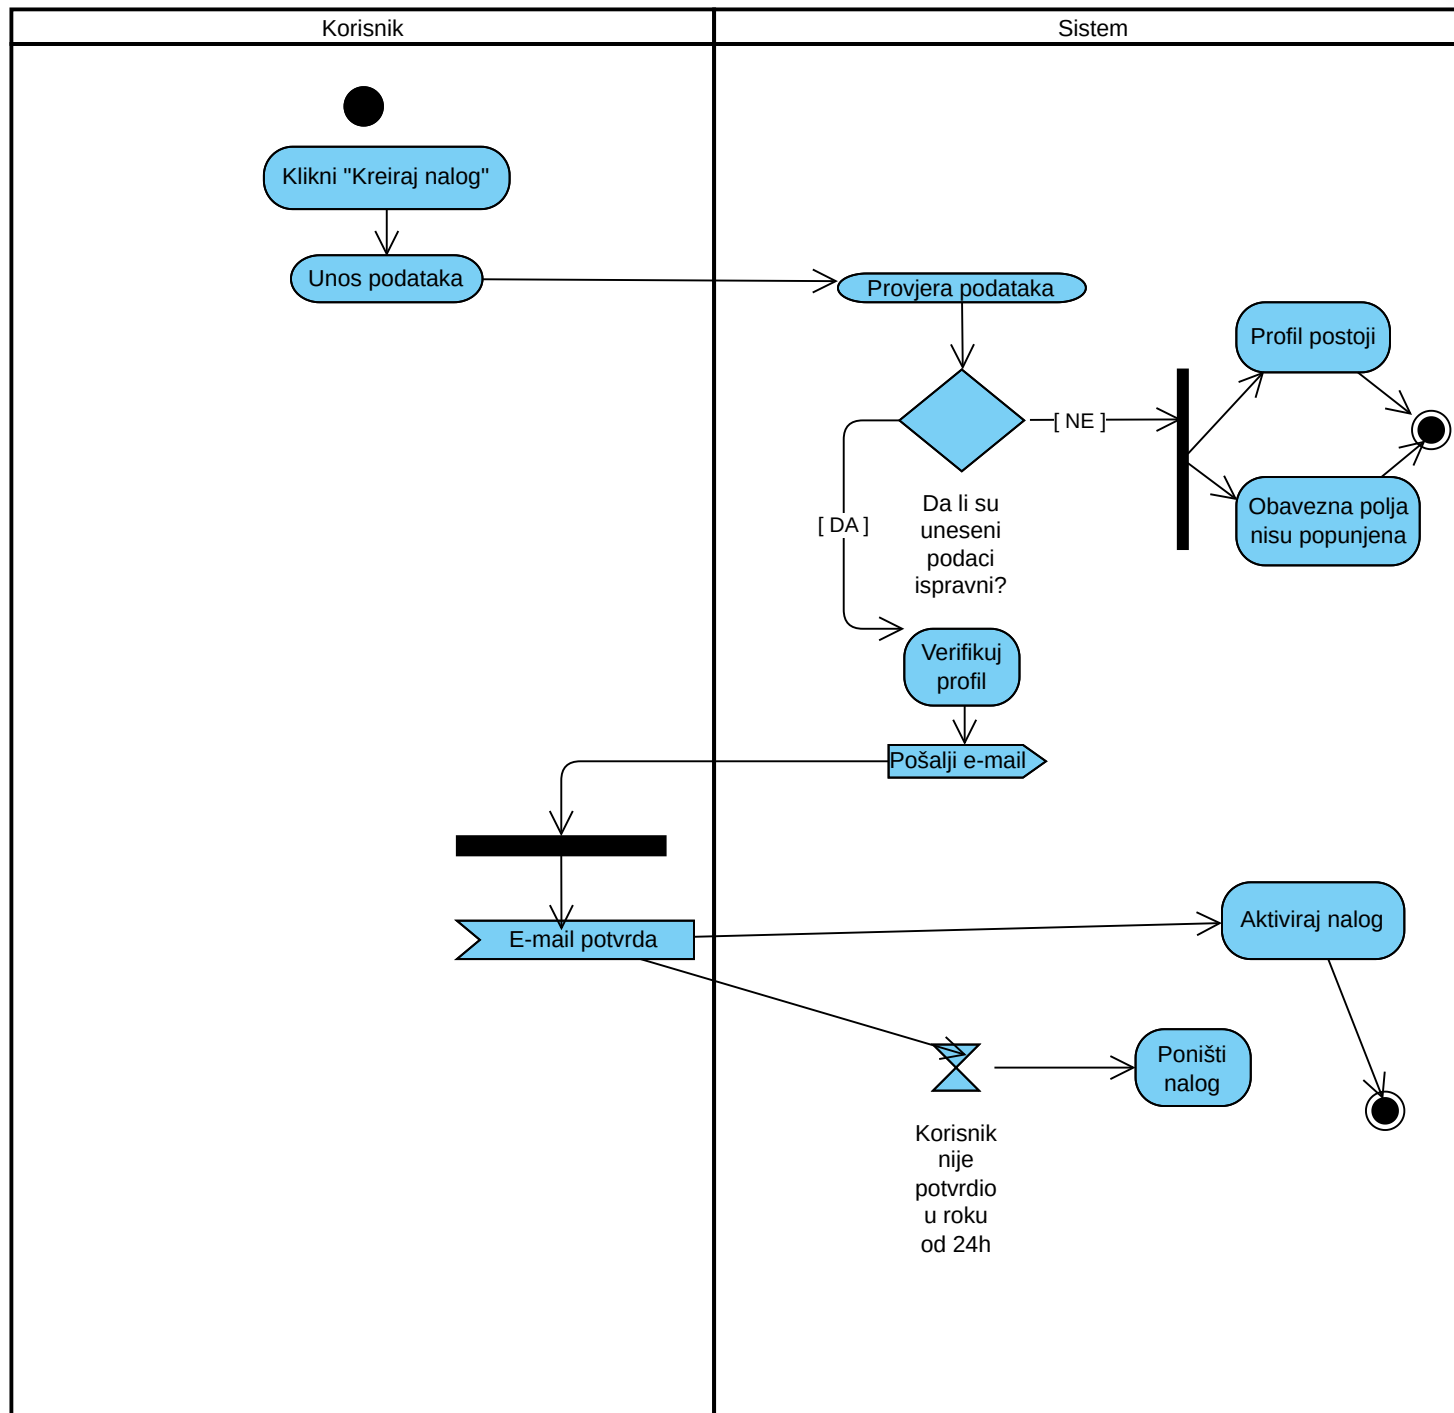 Korisnik
Sistem
Klikni "Kreiraj nalog"
Unos podataka
Provjera podataka
Profil postoji
[ NE ]
Obavezna polja
nisu popunjena
[ DA ]
Da li su
uneseni
podaci
ispravni?
Verifikuj
profil
Pošalji e-mail
E-mail potvrda
Aktiviraj nalog
Poništi
nalog
Korisnik
nije
potvrdio
u roku
od 24h